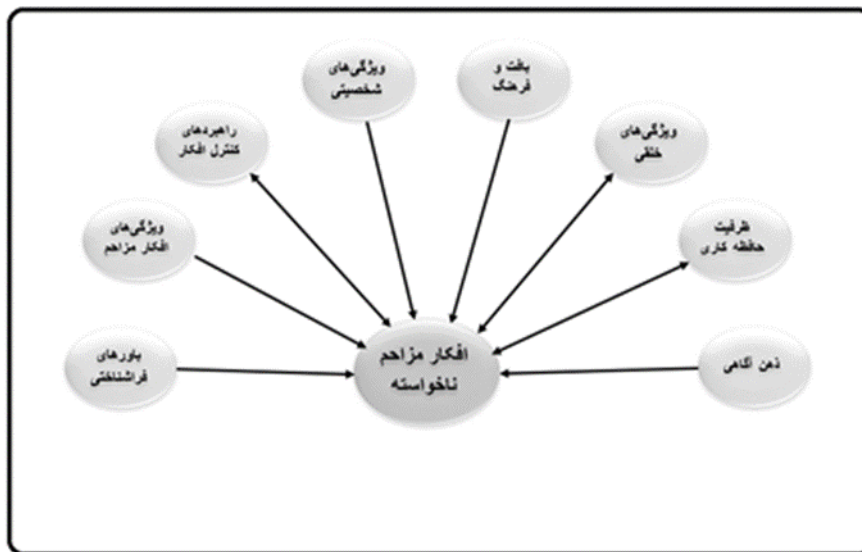 ویژگی‌های
شخصیتی
بافت و
فرهنگ
راهبردهای
کنترل افکار
ویژگی‌های
خلقی
ویژگی‌های
افکار مزاحم
ظرفیت
حافظه کاری
باورهای
فراشناختی
افکار مزاحم
ناخواسته
ذهن آگاهی